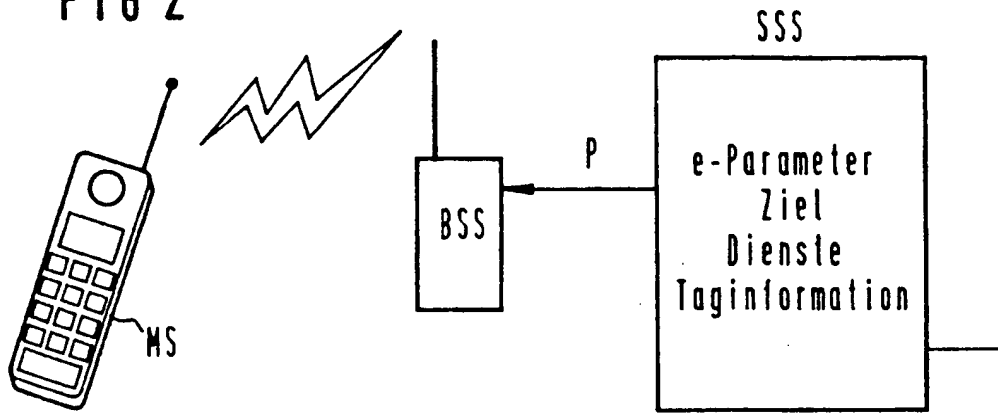 FIG 2
SSS
P
BSS
e-Parameter
Ziel
Dienste
Taginformation
MS